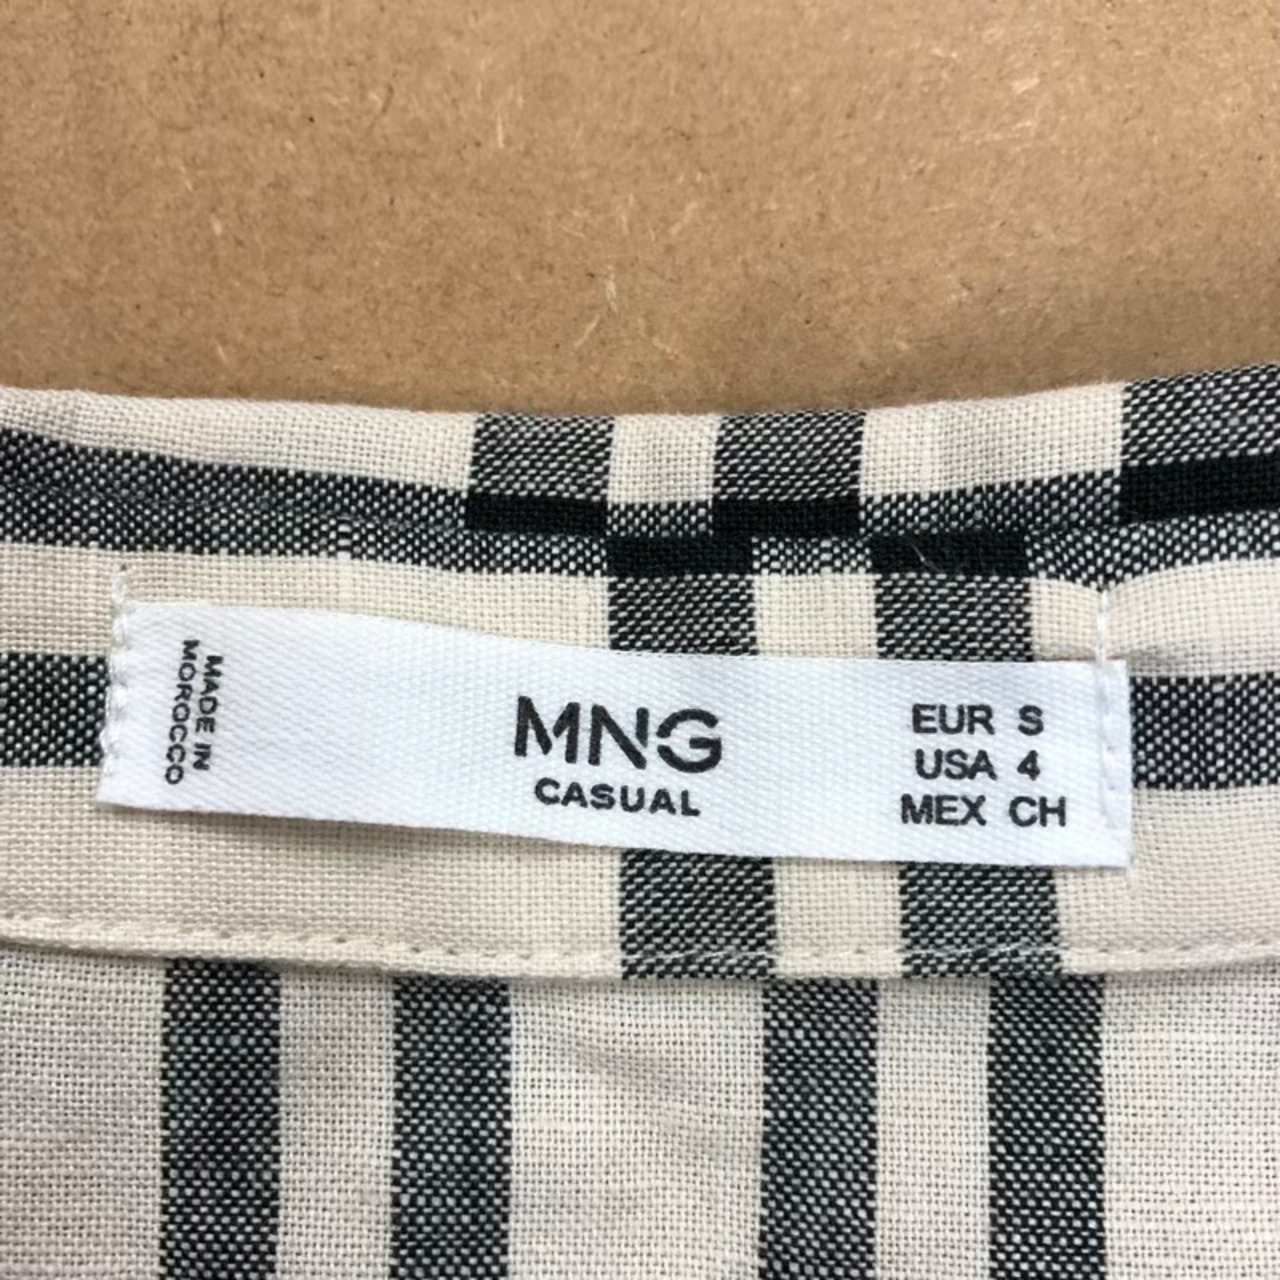 MADE IN
MOROCCO
MNG
CASUAL
EUR S
USA 4
MEX CH